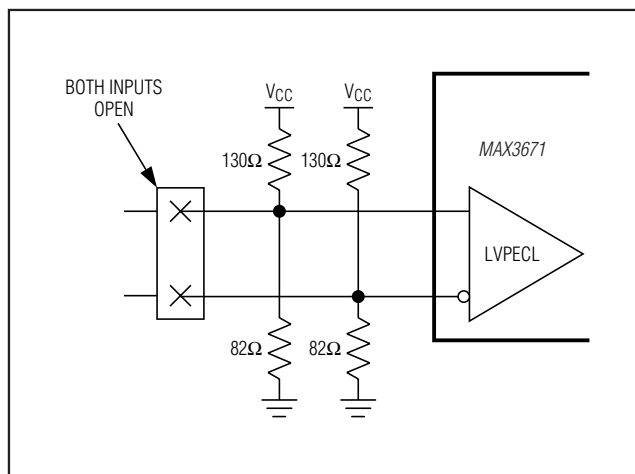 BOTH INPUTS
OPEN
VCC
VCC
130Ω
130Ω
MAX3671
LVPECL
82Ω
82Ω